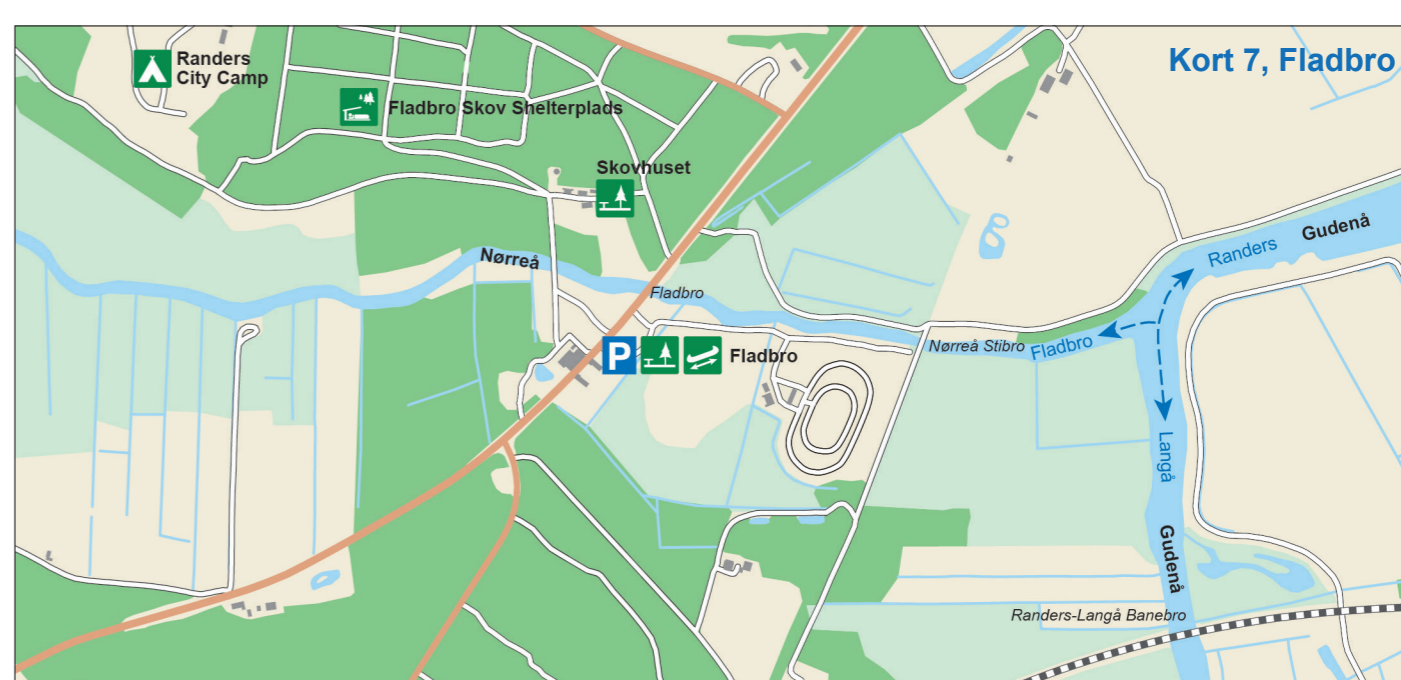 Kort 7, Fladbro
Randers
City Camp
Fladbro Skov Shelterplads
Skovhuset
Nørreå
Gudenå
Randers
Fladbro
Nørreå Stibro
Fladbro
P
Fladbro
Langå
Gudenå
Randers-Langå Banebro